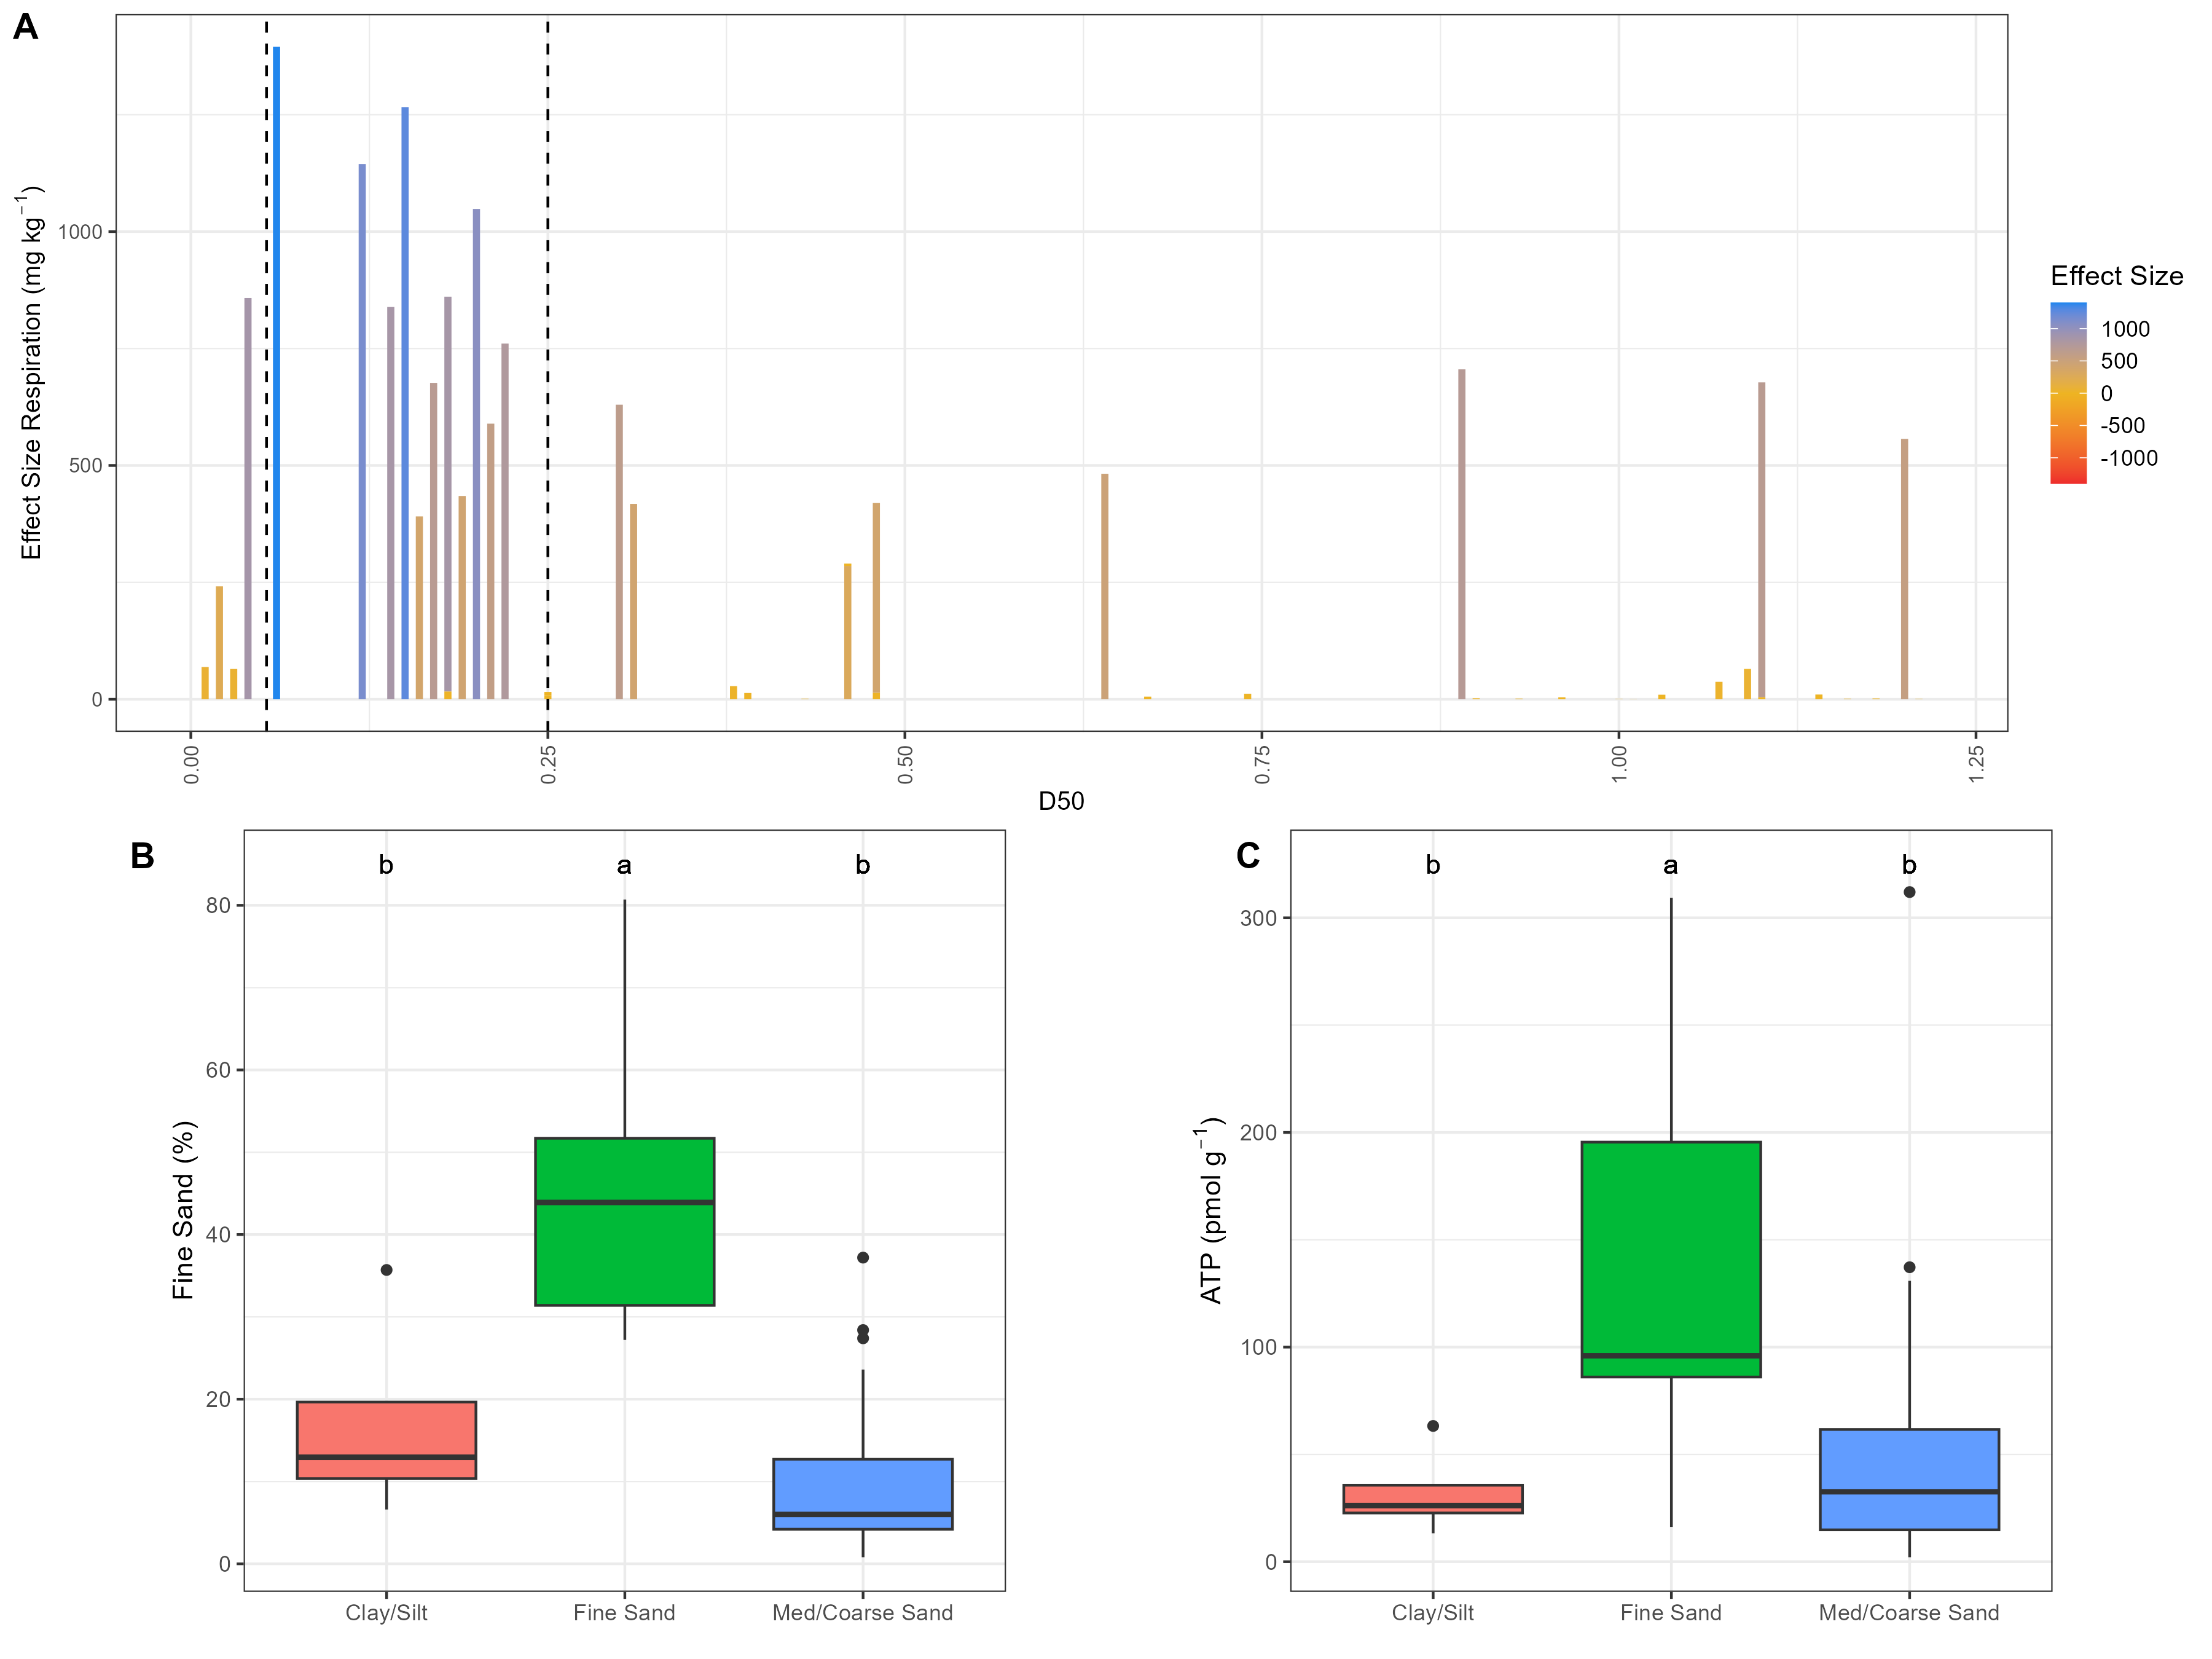 A
Effect Size Respiration (mg kg⁻¹)
1000
500
0
0.00
0.25
0.50
0.75
1.00
1.25
D50
Effect Size
1000
500
0
-500
-1000
B
b
a
b
Fine Sand (%)
80
60
40
20
0
Clay/Silt
Fine Sand
Med/Coarse Sand
C
b
a
b
ATP (pmol g⁻¹)
300
200
100
0
Clay/Silt
Fine Sand
Med/Coarse Sand